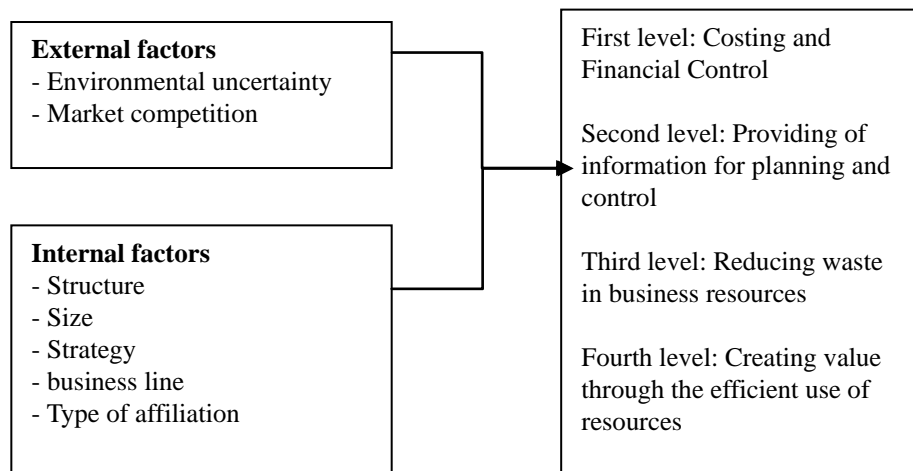 External factors
- Environmental uncertainty
- Market competition
Internal factors
- Structure
- Size
- Strategy
- business line
- Type of affiliation
First level: Costing and
Financial Control
Second level: Providing of
information for planning and
control
Third level: Reducing waste
in business resources
Fourth level: Creating value
through the efficient use of
resources